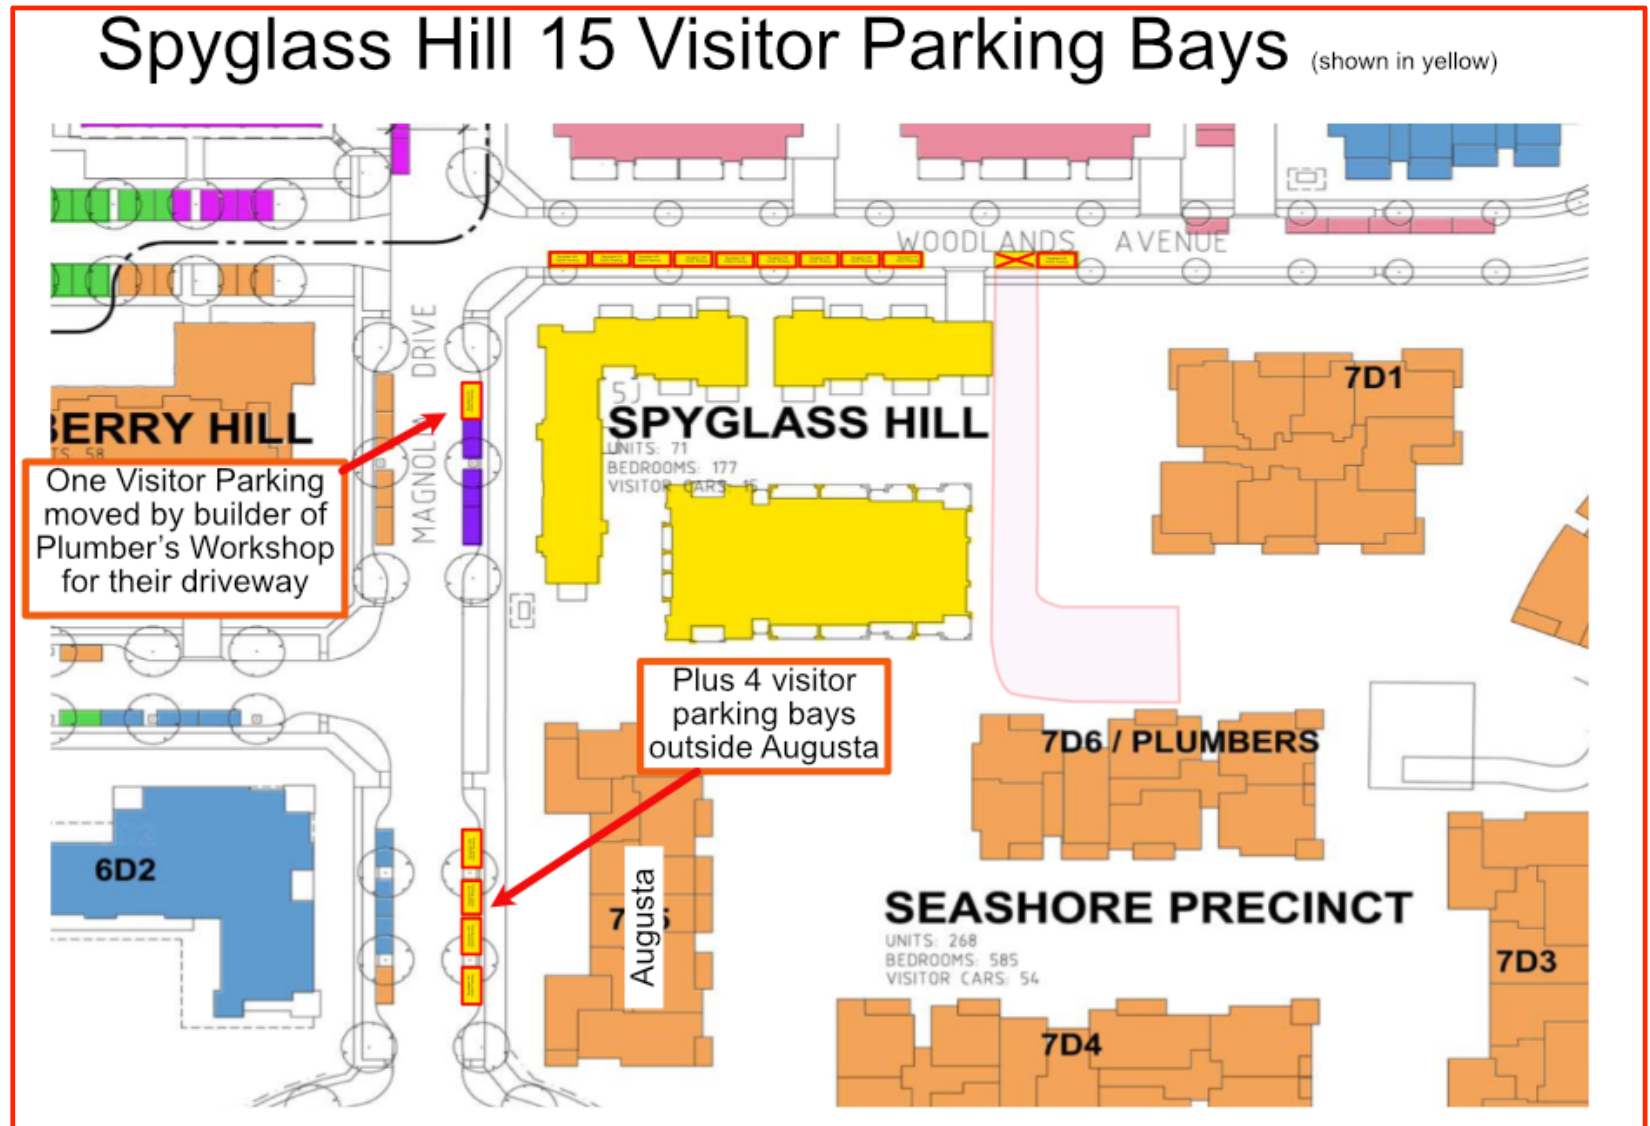 Spyglass Hill 15 Visitor Parking Bays (shown in yellow)
WOODLANDS AVENUE
MAGNOLIA DRIVE
BERRY HILL
TS: 58
One Visitor Parking
moved by builder of
Plumber's Workshop
for their driveway
5J
SPYGLASS HILL
UNITS: 71
BEDROOMS: 177
VISITOR CARS: 15
7D1
Plus 4 visitor
parking bays
outside Augusta
7D6 / PLUMBERS
6D2
Augusta
SEASHORE PRECINCT
UNITS: 268
BEDROOMS: 585
VISITOR CARS: 54
7D3
7D4